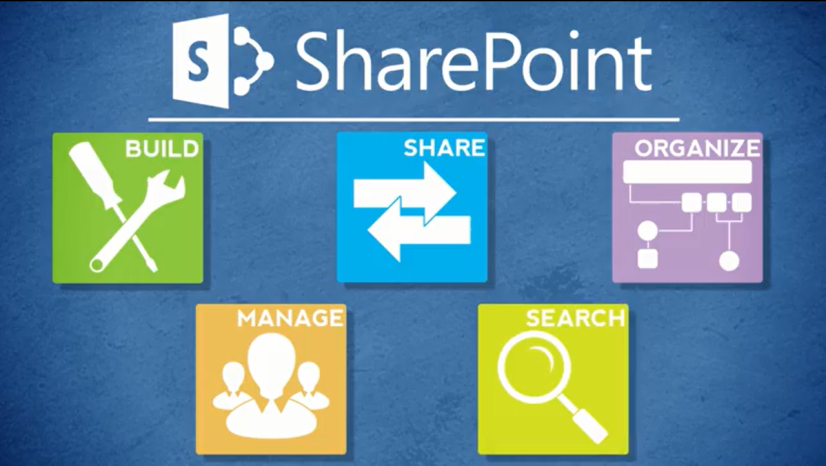 S SharePoint
BUILD
SHARE
ORGANIZE
MANAGE
SEARCH